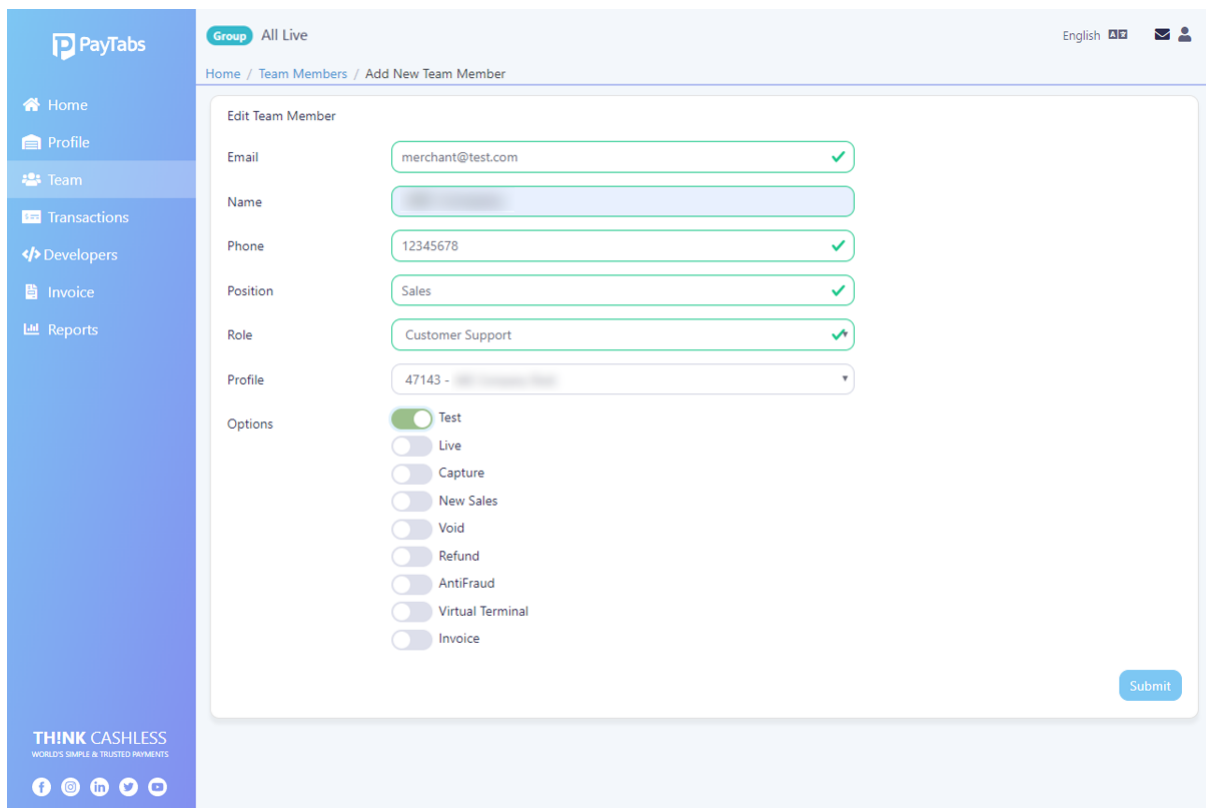 PayTabs
Group All Live
English
Home / Team Members / Add New Team Member
Home
Profile
Team
Transactions
Developers
Invoice
Reports
Edit Team Member
Email merchant@test.com
Name
Phone 12345678
Position Sales
Role Customer Support
Profile 47143 -
Options Test
Live
Capture
New Sales
Void
Refund
AntiFraud
Virtual Terminal
Invoice
Submit
TH!NK CASHLESS
WORLD'S SIMPLE & TRUSTED PAYMENTS